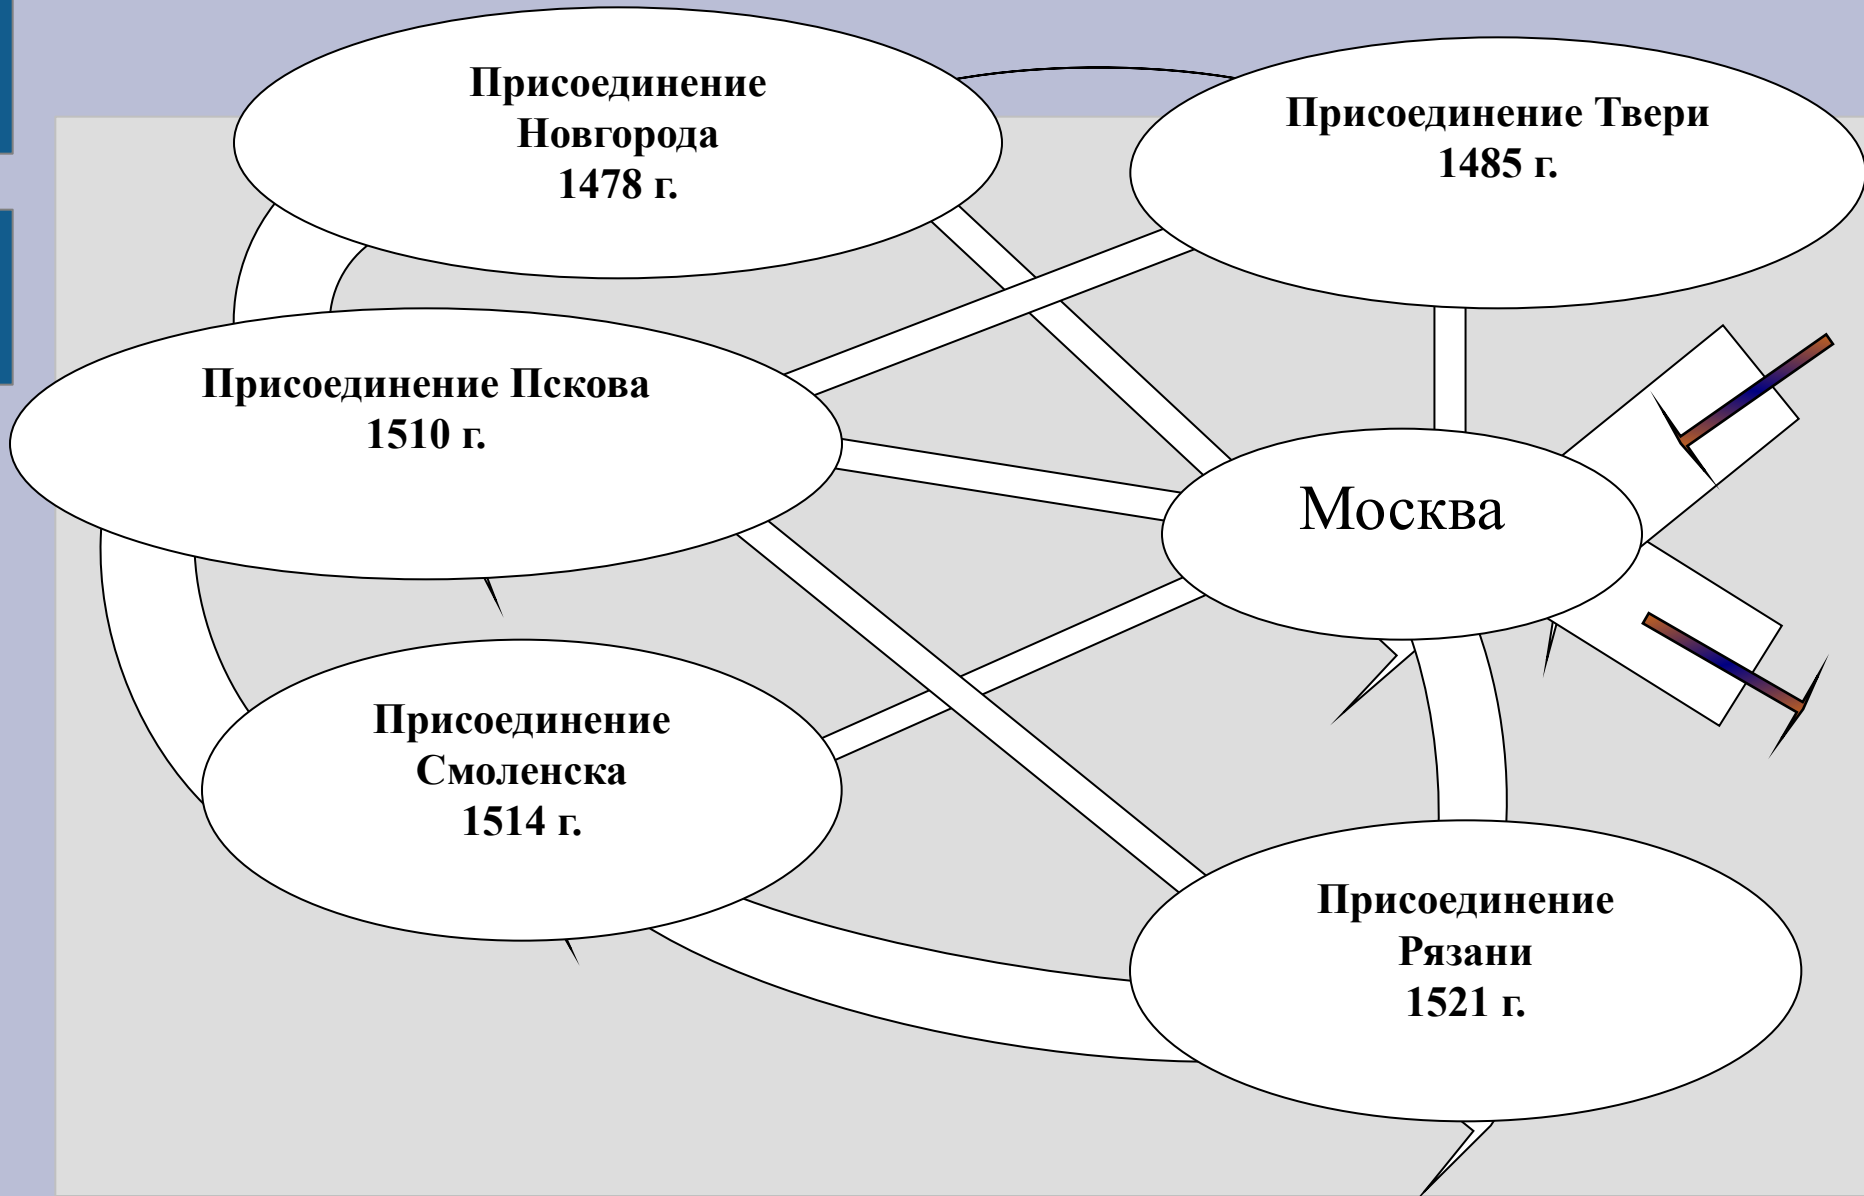 Присоединение
Новгорода
1478 г.
Присоединение Твери
1485 г.
Присоединение Пскова
1510 г.
Москва
Присоединение
Смоленска
1514 г.
Присоединение
Рязани
1521 г.